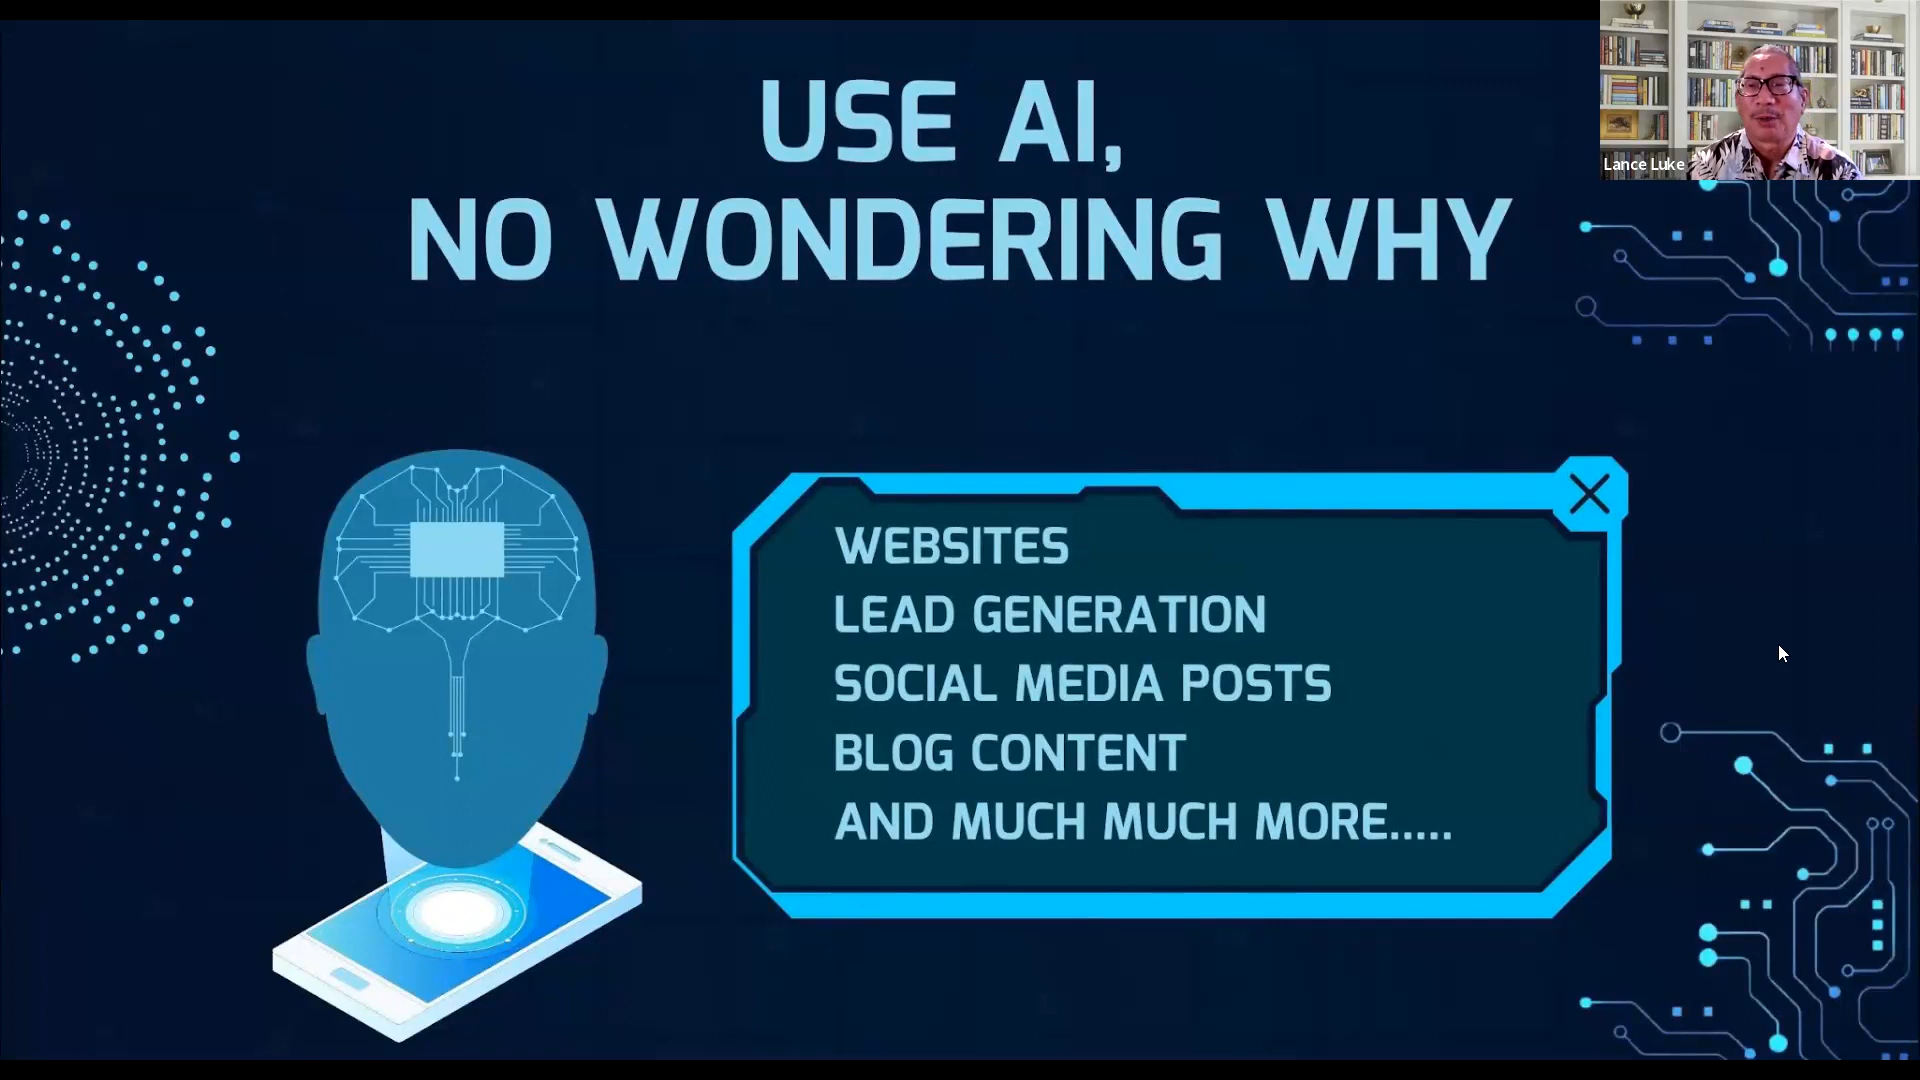 USE AI,
NO WONDERING WHY
Lance Luke
WEBSITES
LEAD GENERATION
SOCIAL MEDIA POSTS
BLOG CONTENT
AND MUCH MUCH MORE.....